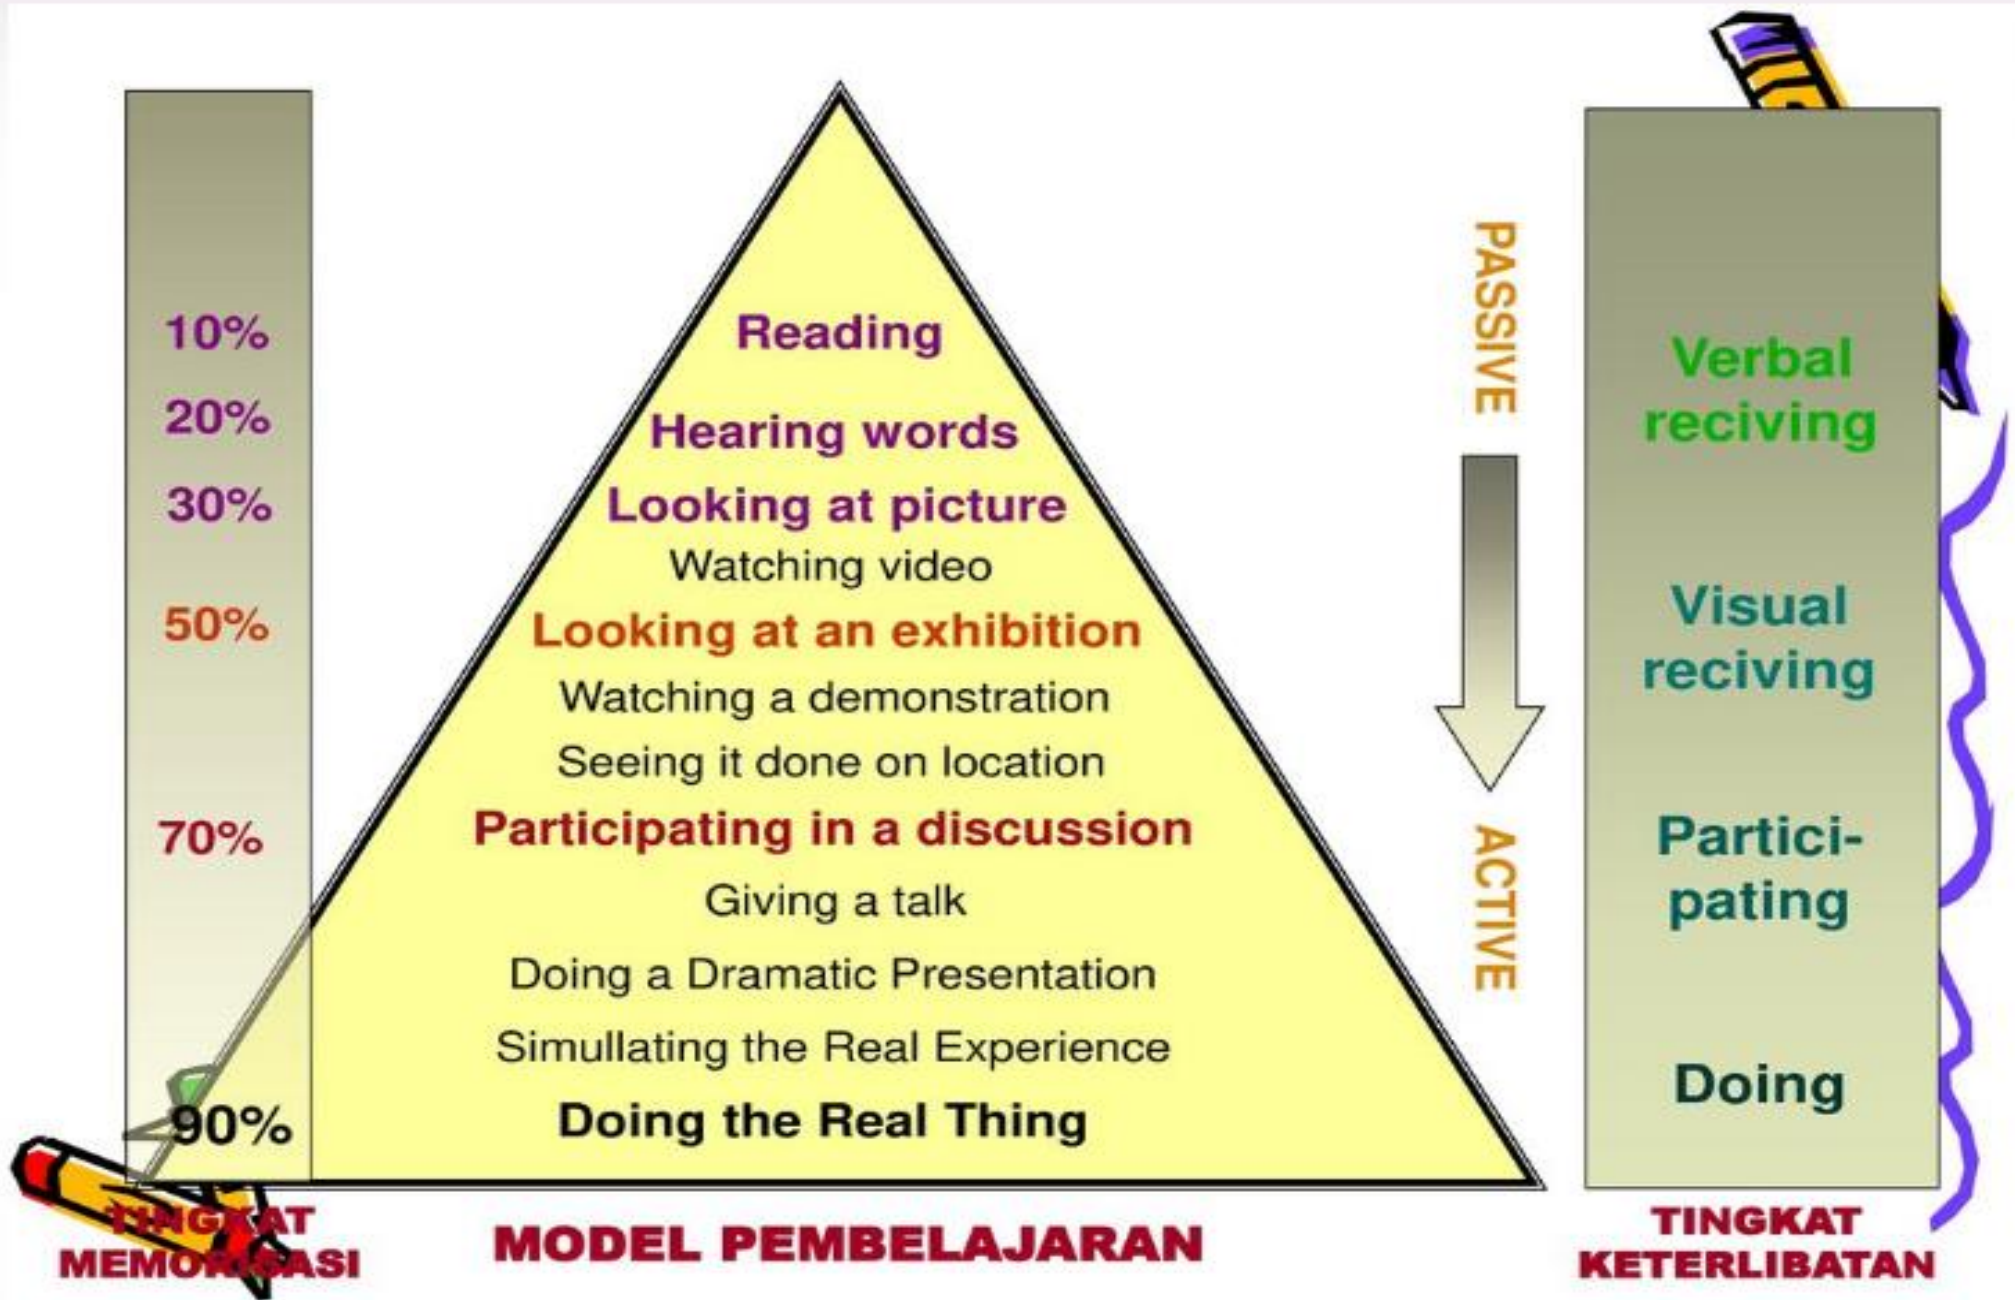 10%
20%
30%
50%
70%
90%
TINGKAT
MEMORISASI
Reading
Hearing words
Looking at picture
Watching video
Looking at an exhibition
Watching a demonstration
Seeing it done on location
Participating in a discussion
Giving a talk
Doing a Dramatic Presentation
Simullating the Real Experience
Doing the Real Thing
MODEL PEMBELAJARAN
PASSIVE
ACTIVE
Verbal
reciving
Visual
reciving
Partici-
pating
Doing
TINGKAT
KETERLIBATAN